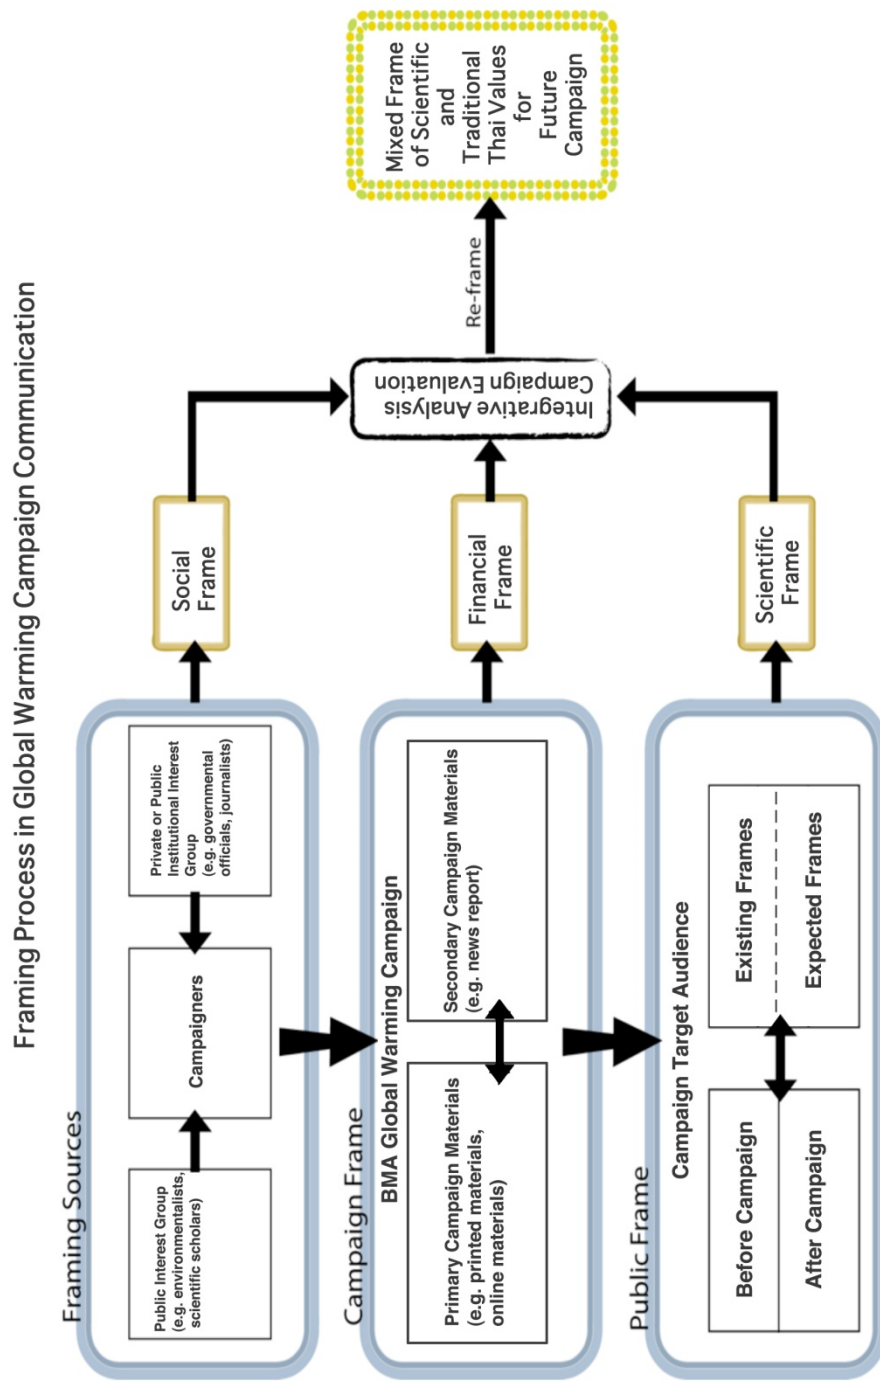 Framing Process in Global Warming Campaign Communication
Framing Sources
Public Interest Group
(e.g. environmentalists,
scientific scholars)
Campaigners
Private or Public
Institutional Interest
Group
(e.g. governmental
officials, journalists)
Social
Frame
Campaign Frame
BMA Global Warming Campaign
Primary Campaign Materials
(e.g. printed materials,
online materials)
Secondary Campaign Materials
(e.g. news report)
Financial
Frame
Public Frame
Campaign Target Audience
Before Campaign
After Campaign
Existing Frames
Expected Frames
Scientific
Frame
Integrative Analysis
Campaign Evaluation
Re-frame
Mixed Frame
of Scientific
and
Traditional
Thai Values
for
Future
Campaign